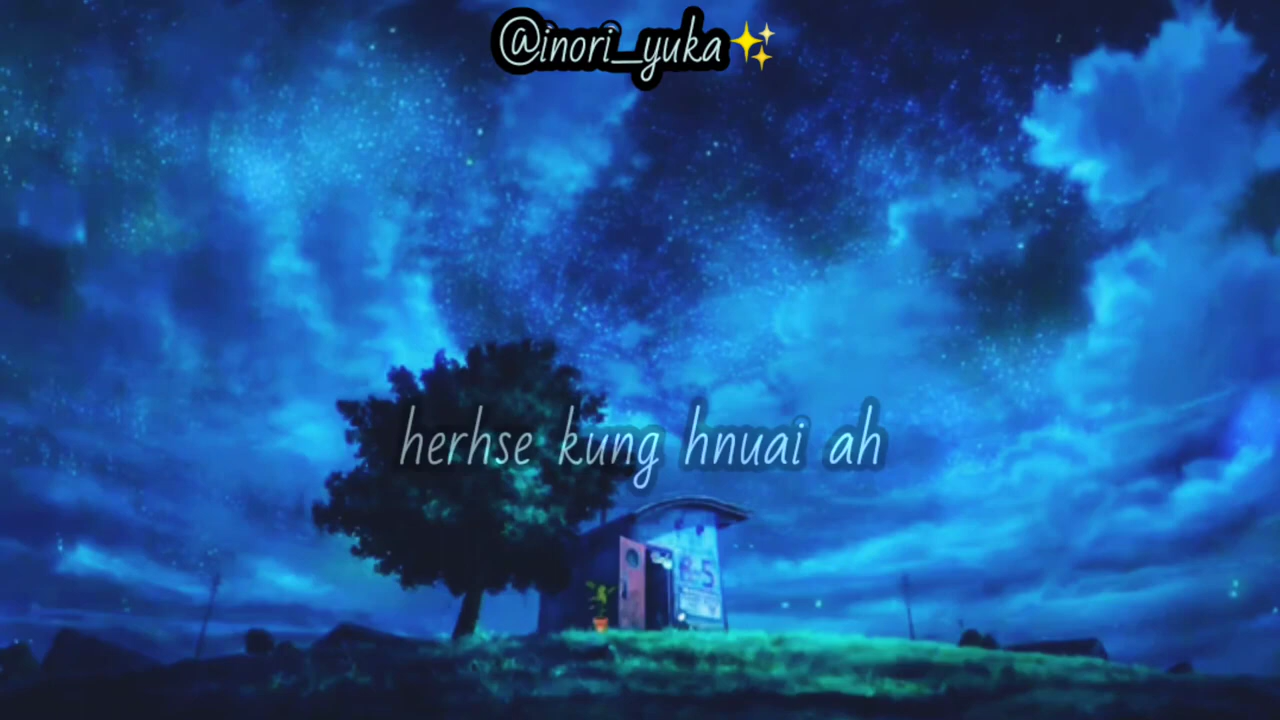 @inori_yuka✨
herhse kung hnuai ah